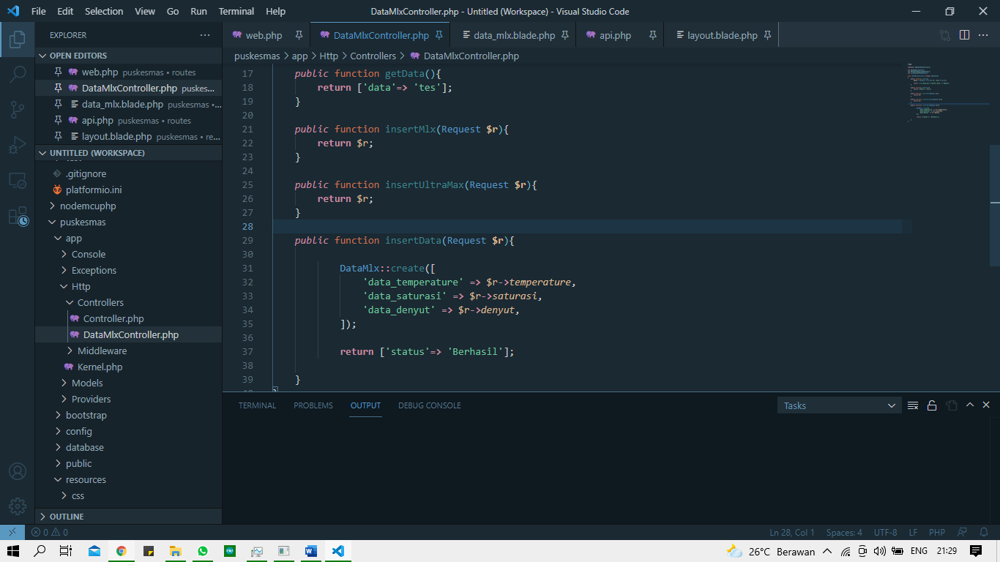 File Edit Selection View Go Run Terminal Help DataMlxController.php - Untitled (Workspace) - Visual Studio Code
EXPLORER
web.php DataMlxController.php data_mlx.blade.php api.php layout.blade.php
puskesmas > app > Http > Controllers > DataMlxController.php
OPEN EDITORS
web.php puskesmas • routes
DataMlxController.php puskes...
data_mlx.blade.php puskesmas •...
api.php puskesmas • routes
layout.blade.php puskesmas • re...
UNTITLED (WORKSPACE)
.gitignore
platformio.ini
nodemcuphp
puskesmas
app
Console
Exceptions
Http
Controllers
Controller.php
DataMlxController.php
Middleware
Kernel.php
Models
Providers
bootstrap
config
database
public
resources
css
OUTLINE
17 public function getData(){
18 return ['data'=> 'tes'];
19 }
20
21 public function insertMlx(Request $r){
22 return $r;
23 }
24
25 public function insertUltraMax(Request $r){
26 return $r;
27 }
28
29 public function insertData(Request $r){
30
31 DataMlx::create([
32 'data_temperature' => $r->temperature,
33 'data_saturasi' => $r->saturasi,
34 'data_denyut' => $r->denyut,
35 ]);
36
37 return ['status'=> 'Berhasil'];
38
39 }
TERMINAL PROBLEMS OUTPUT DEBUG CONSOLE Tasks
0 0 Ln 28, Col 1 Spaces: 4 UTF-8 LF PHP
26°C Berawan ENG 21:29